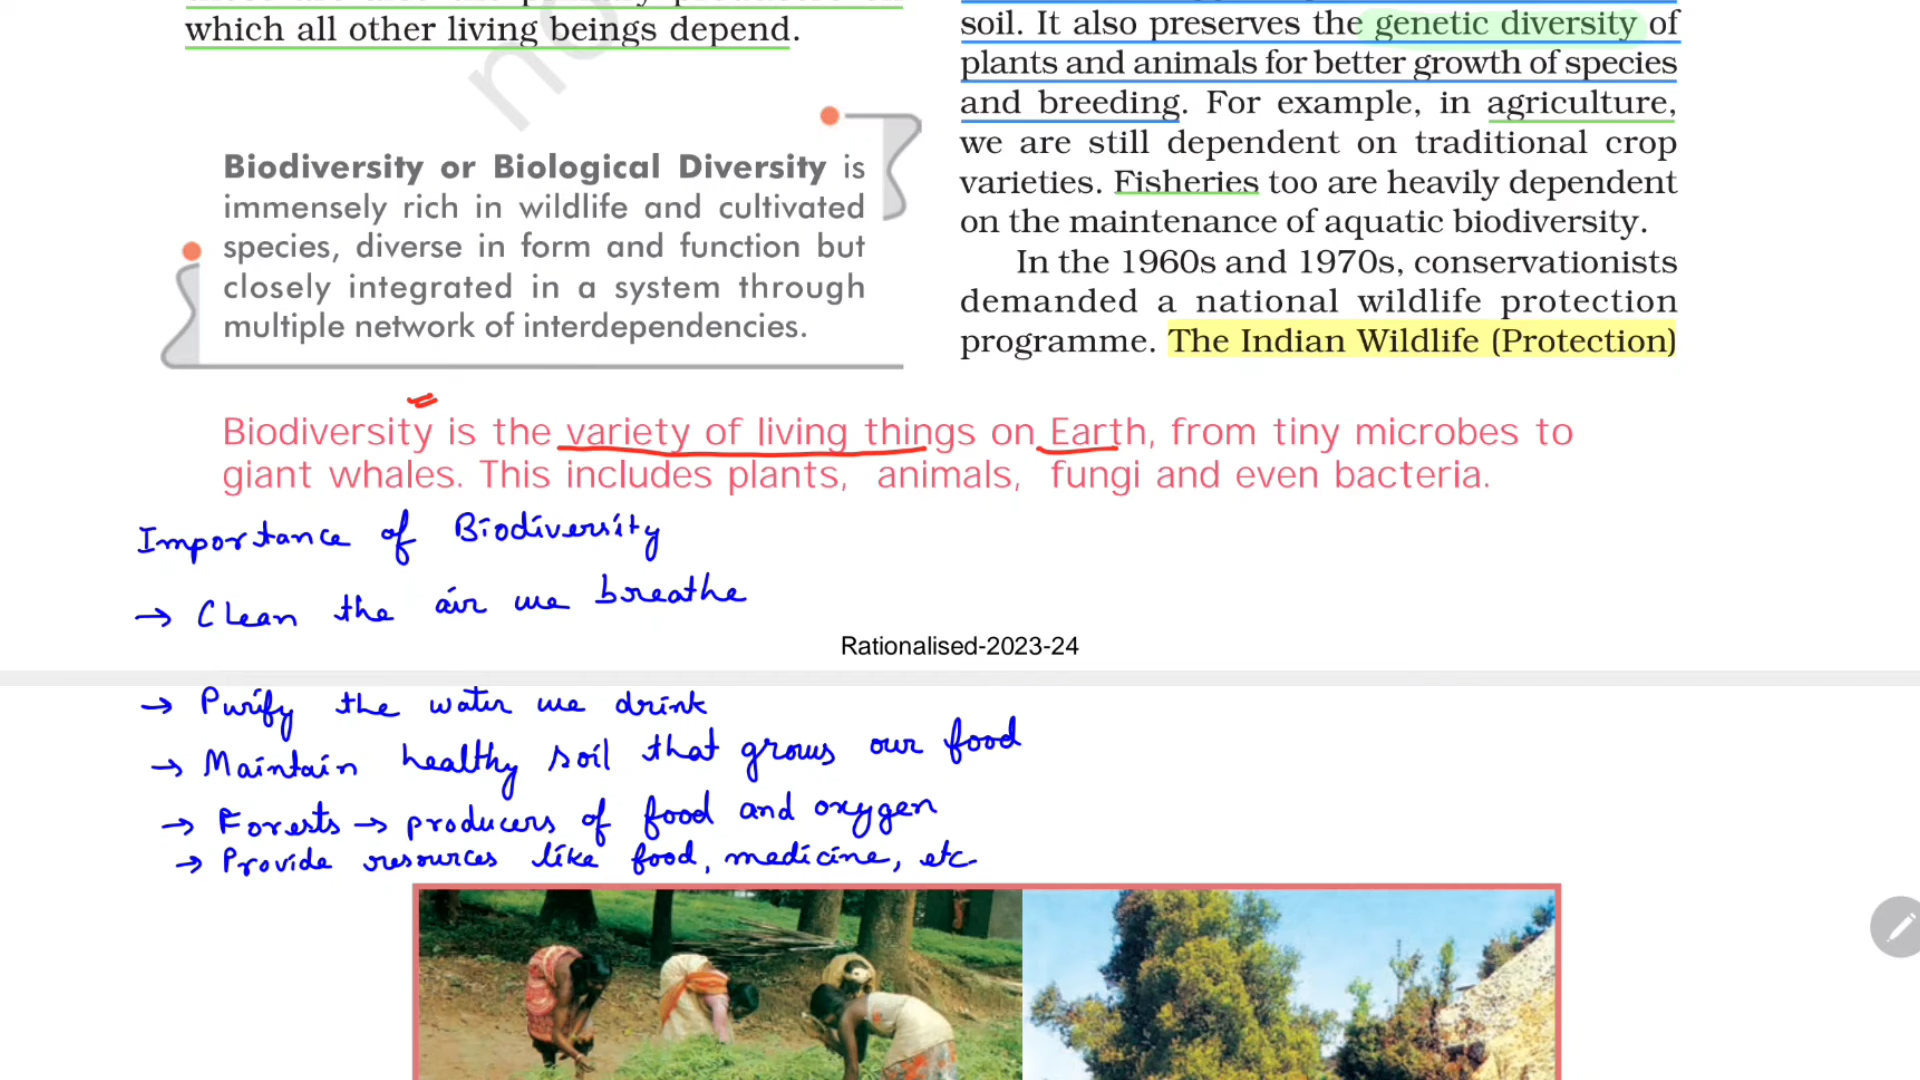 which all other living beings depend.
Biodiversity or Biological Diversity is
immensely rich in wildlife and cultivated
species, diverse in form and function but
closely integrated in a system through
multiple network of interdependencies.
soil. It also preserves the genetic diversity of
plants and animals for better growth of species
and breeding. For example, in agriculture,
we are still dependent on traditional crop
varieties. Fisheries too are heavily dependent
on the maintenance of aquatic biodiversity.
In the 1960s and 1970s, conservationists
demanded a national wildlife protection
programme. The Indian Wildlife (Protection)
Biodiversity is the variety of living things on Earth, from tiny microbes to
giant whales. This includes plants, animals, fungi and even bacteria.
Importance of Biodiversity
→ Clean the air we breathe
Rationalised-2023-24
→ Purify the water we drink
→ Maintain healthy soil that grows our food
→ Forests → producers of food and oxygen
→ Provide resources like food, medicine, etc.